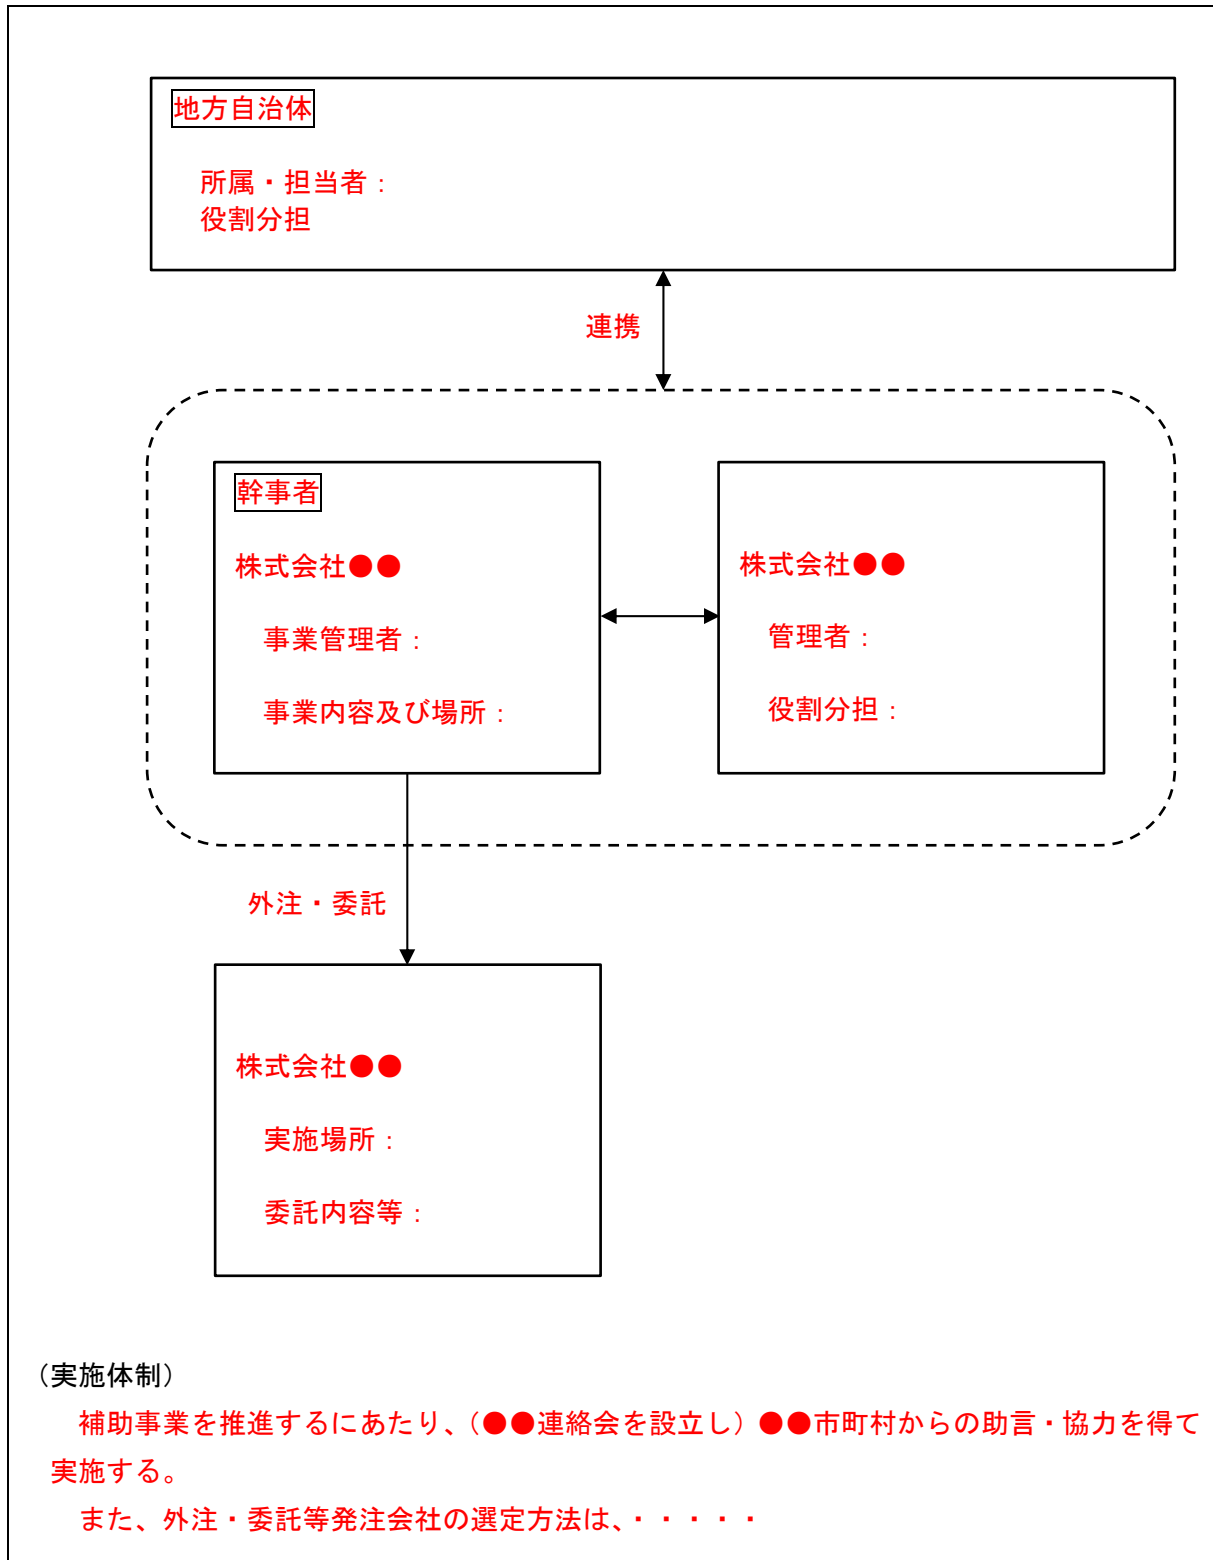 地方自治体
所属・担当者：
役割分担
連携
幹事者
株式会社●●
事業管理者：
事業内容及び場所：
株式会社●●
管理者：
役割分担：
外注・委託
株式会社●●
実施場所：
委託内容等：
（実施体制）
補助事業を推進するにあたり、（●●連絡会を設立し）●●市町村からの助言・協力を得て
実施する。
また、外注・委託等発注会社の選定方法は、・・・・・